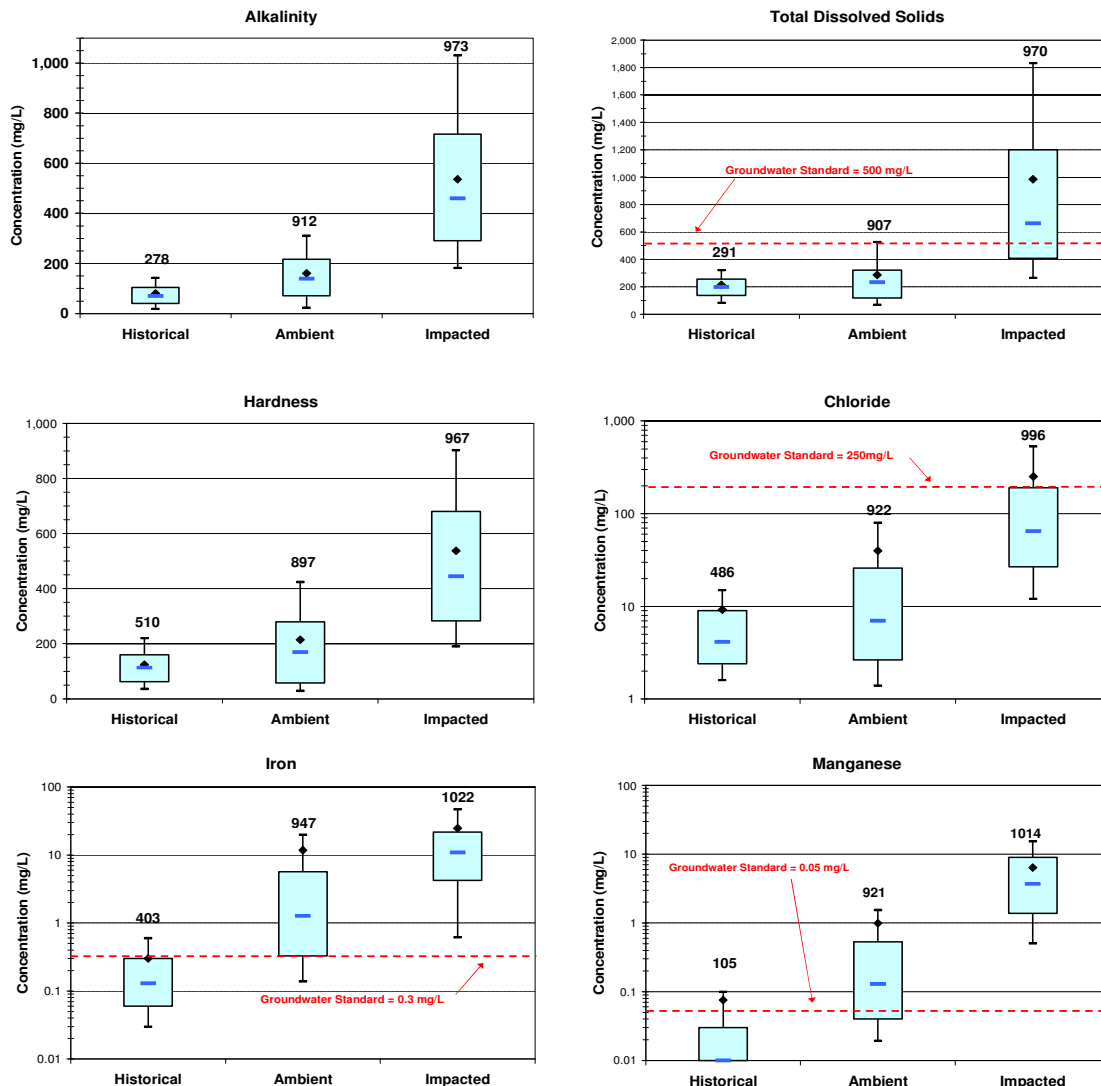 Alkalinity
973
1,000
800
600
400
200
0
912
278
Concentration (mg/L)
Historical
Ambient
Impacted
Total Dissolved Solids
2,000
1,800
1,600
1,400
1,200
1,000
800
600
400
200
0
970
Groundwater Standard = 500 mg/L
907
291
Concentration (mg/L)
Historical
Ambient
Impacted
Hardness
1,000
800
600
400
200
0
967
897
510
Concentration (mg/L)
Historical
Ambient
Impacted
Chloride
1,000
100
10
1
996
Groundwater Standard = 250mg/L
922
486
Concentration (mg/L)
Historical
Ambient
Impacted
Iron
100
10
1
0.1
0.01
1022
947
403
Groundwater Standard = 0.3 mg/L
Concentration (mg/L)
Historical
Ambient
Impacted
Manganese
100
10
1
0.1
0.01
1014
Groundwater Standard = 0.05 mg/L
921
105
Concentration (mg/L)
Historical
Ambient
Impacted